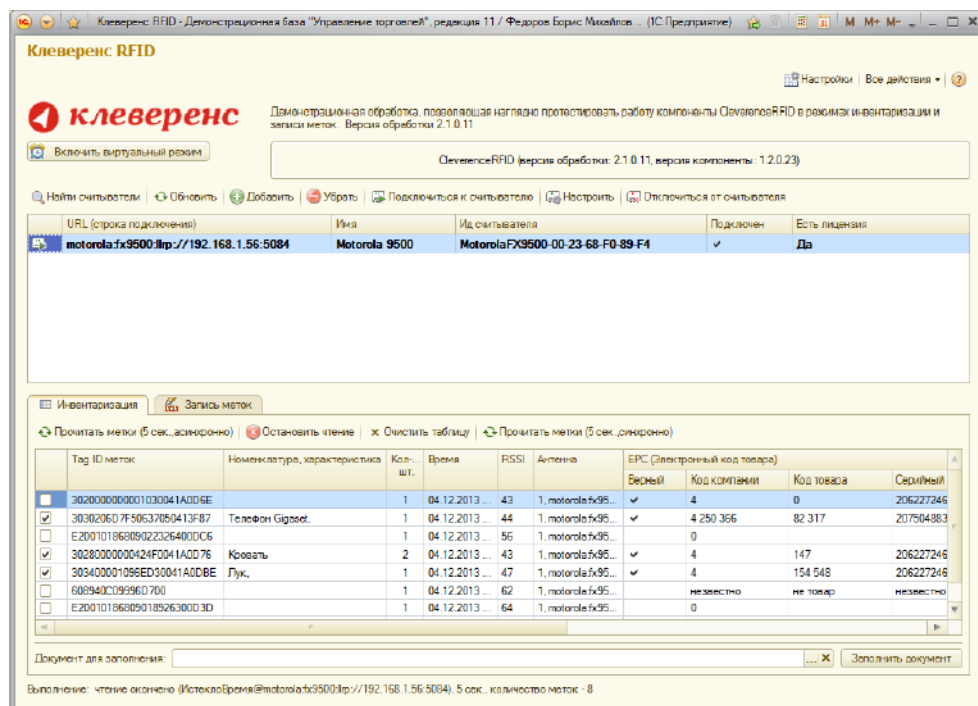 Клеверенс RFID - Демонстрационная база "Управление торговлей", редакция 11 / Федоров Борис Михайлов... (1С:Предприятие) M M+ M-
Клеверенс RFID
Настройки Все действия
клеверенс
Демонстрационная обработка, позволяющая наглядно протестировать работу компоненты CleverenceRFID в режимах инвентаризации и
записи меток. Версия обработки 2.1.0.11
Включить виртуальный режим
CleverenceRFID (версия обработки: 2.1.0.11, версия компоненты: 1.2.0.23)
Найти считыватели Обновить Добавить Убрать Подключиться к считывателю Настроить Отключиться от считывателя
URL (строка подключения) Имя Ид считывателя Подключен Есть лицензия
motorola:fx9500:llrp://192.168.1.56:5084 Motorola 9500 MotorolaFX9500-00-23-68-F0-89-F4 Да
Инвентаризация Запись меток
Прочитать метки (5 сек.,асинхронно) Остановить чтение Очистить таблицу Прочитать метки (5 сек.,синхронно)
Tag ID меток Номенклатура, характеристика Кол-... Время RSSI Антенна EPC (Электронный код товара)
шт. Верный Код компании Код товара Серийный
3020000000001030041A0D6E 1 04.12.2013 ... 43 1, motorola:fx95... 4 0 206227246
3030206D7F50637050413F87 Телефон Gigaset, 1 04.12.2013 ... 44 1, motorola:fx95... 4 250 366 82 317 207504883
E20010186809022326400DC6 1 04.12.2013 ... 56 1, motorola:fx95... 0
30280000000424F0041A0D76 Кровать 2 04.12.2013 ... 43 1, motorola:fx95... 4 147 206227246
303400001096ED30041A0DBE Лук, 1 04.12.2013 ... 47 1, motorola:fx95... 4 154 548 206227246
608940C09996D700 1 04.12.2013 ... 62 1, motorola:fx95... неизвестно не товар неизвестно
E20010186809018926300D3D 1 04.12.2013 ... 64 1, motorola:fx95... 0
Документ для заполнения: ... Заполнить документ
Выполнение: чтение окончено (ИстеклоВремя@motorola:fx9500:llrp://192.168.1.56:5084). 5 сек., количество меток - 8